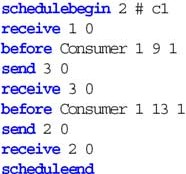 schedulebegin 2 # c1
receive 1 0
before Consumer 1 9 1
send 3 0
receive 3 0
before Consumer 1 13 1
send 2 0
receive 2 0
scheduleend